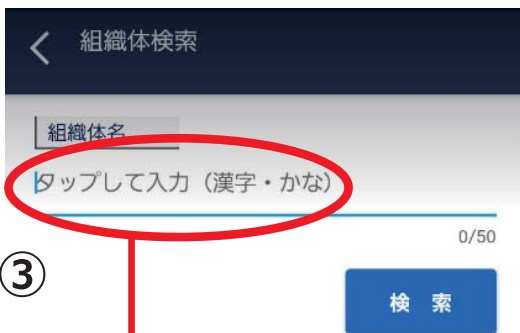 組織体検索
組織体名
タップして入力（漢字・かな）
0/50
③
検 索